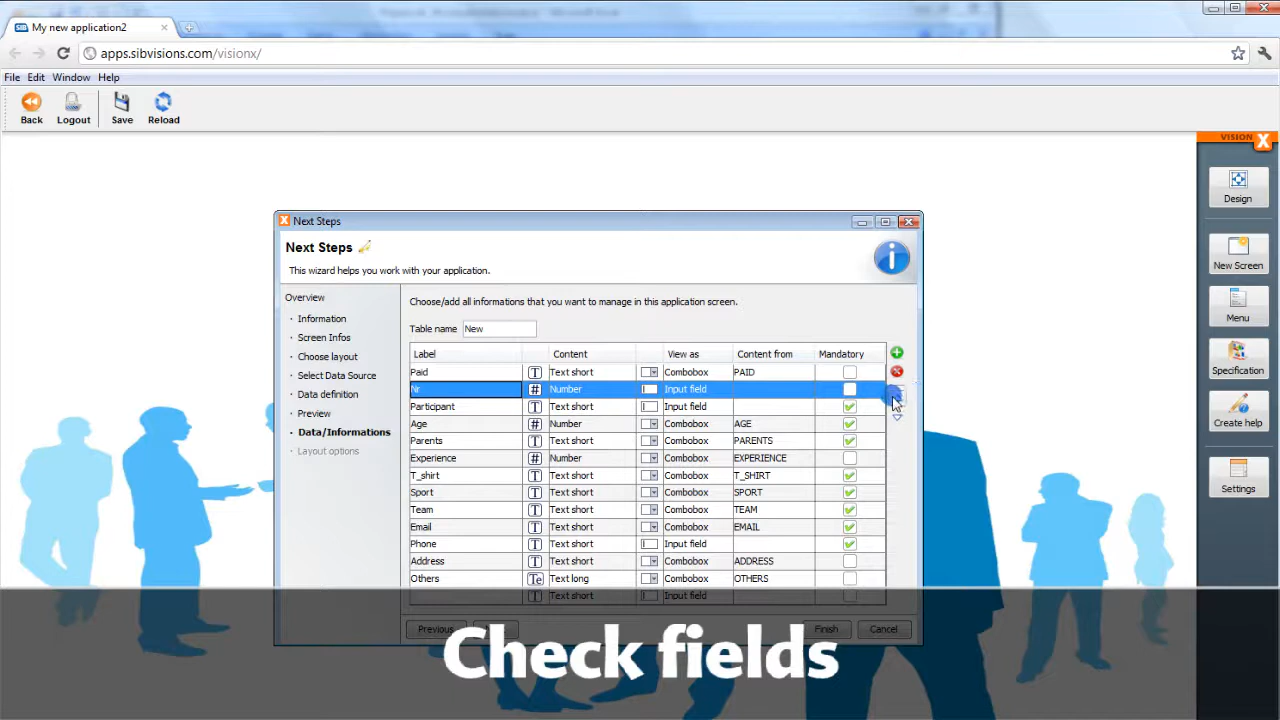 My new application2
apps.sibvisions.com/visionx/
File Edit Window Help
Back Logout Save Reload
VISION X
Design
New Screen
Menu
Specification
Create help
Settings
X Next Steps
Next Steps
This wizard helps you work with your application.
Overview
Information
Screen Infos
Choose layout
Select Data Source
Data definition
Preview
Data/Informations
Layout options
Choose/add all informations that you want to manage in this application screen.
Table name New
Label Content View as Content from Mandatory
Paid T Text short Combobox PAID
Nr # Number Input field
Participant T Text short Input field
Age # Number Combobox AGE
Parents T Text short Combobox PARENTS
Experience # Number Combobox EXPERIENCE
T_shirt T Text short Combobox T_SHIRT
Sport T Text short Combobox SPORT
Team T Text short Combobox TEAM
Email T Text short Combobox EMAIL
Phone T Text short Input field
Address T Text short Combobox ADDRESS
Others Te Text long Combobox OTHERS
T Text short Input field
Previous Finish Cancel
Check fields